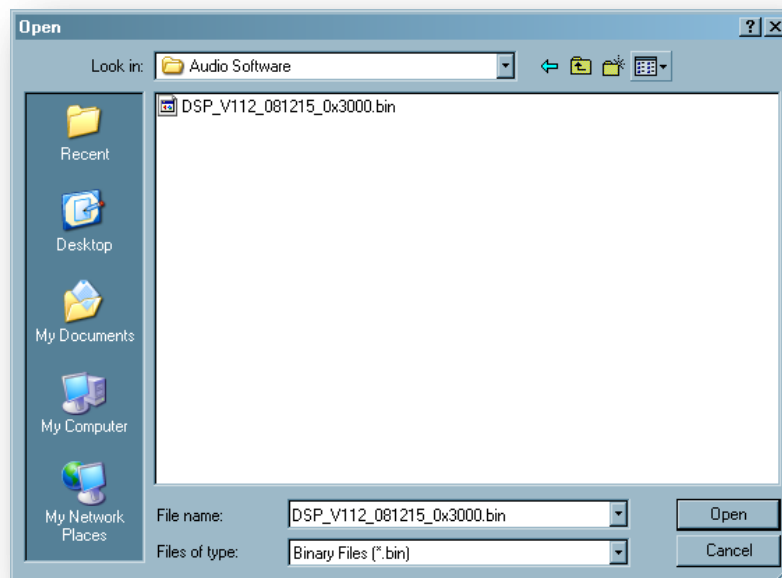 Open
Look in: Audio Software
DSP_V112_081215_0x3000.bin
Recent
Desktop
My Documents
My Computer
My Network
Places
File name: DSP_V112_081215_0x3000.bin Open
Files of type: Binary Files (*.bin) Cancel